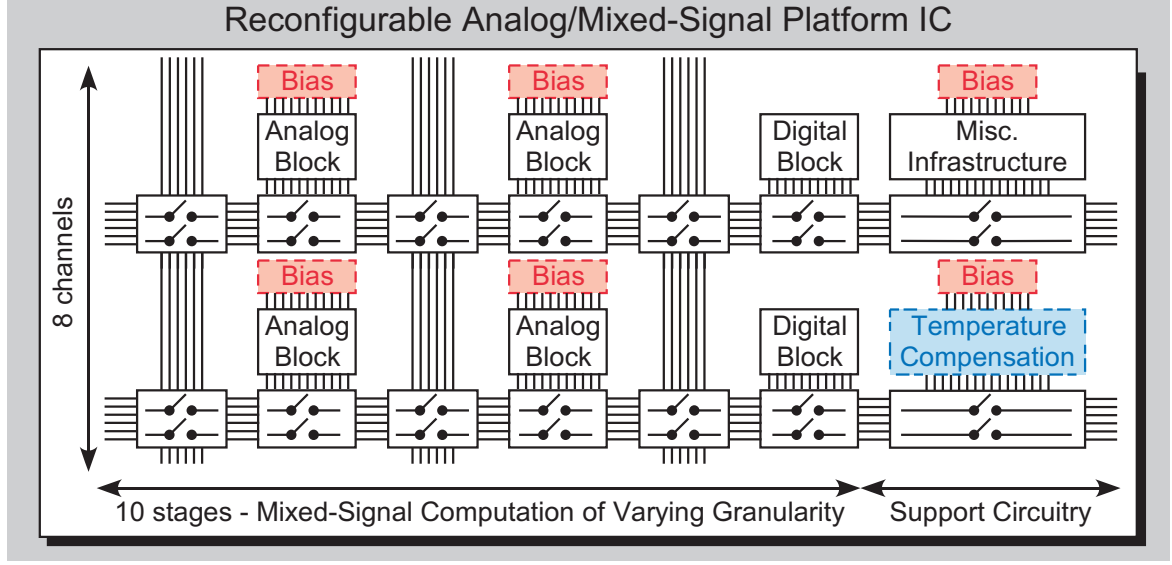 Reconfigurable Analog/Mixed-Signal Platform IC
8 channels
Bias
Bias
Bias
Analog
Block
Analog
Block
Digital
Block
Misc.
Infrastructure
Bias
Bias
Bias
Analog
Block
Analog
Block
Digital
Block
Temperature
Compensation
10 stages - Mixed-Signal Computation of Varying Granularity
Support Circuitry